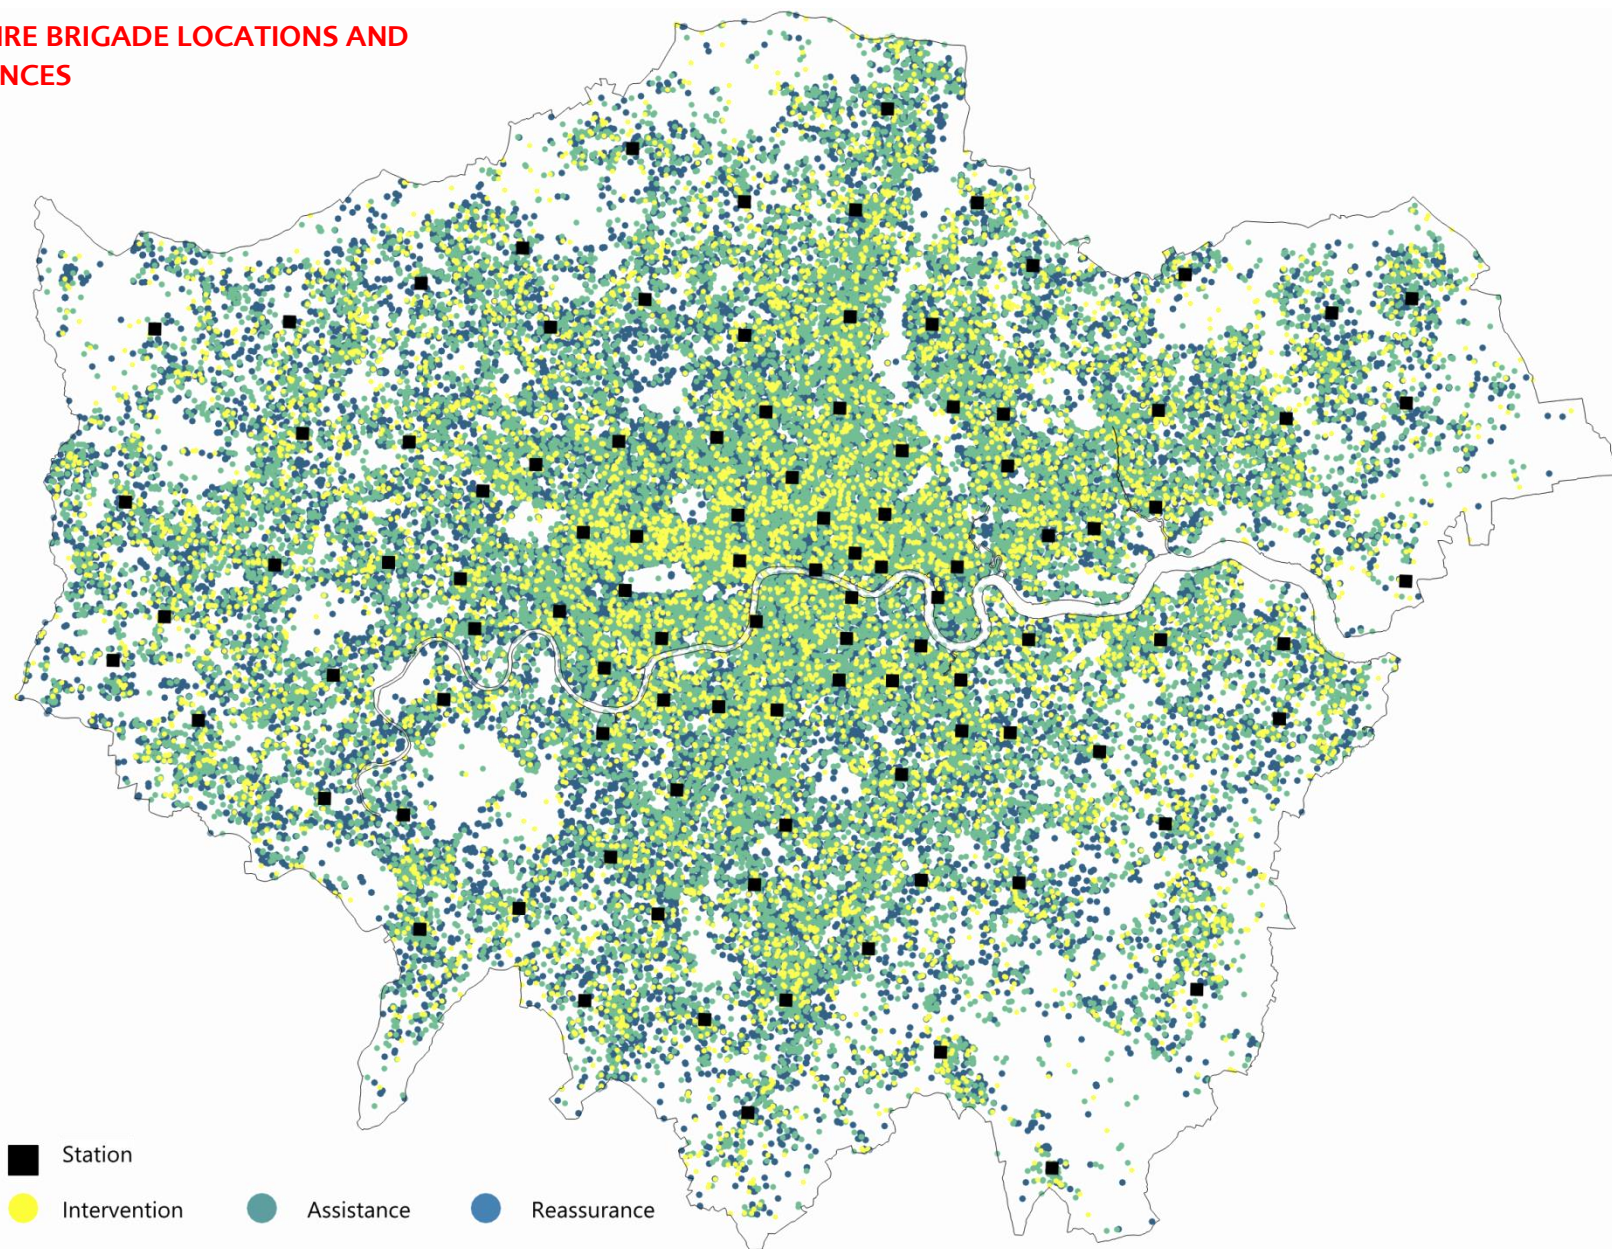 IRE BRIGADE LOCATIONS AND
NCES
Station
Intervention Assistance Reassurance